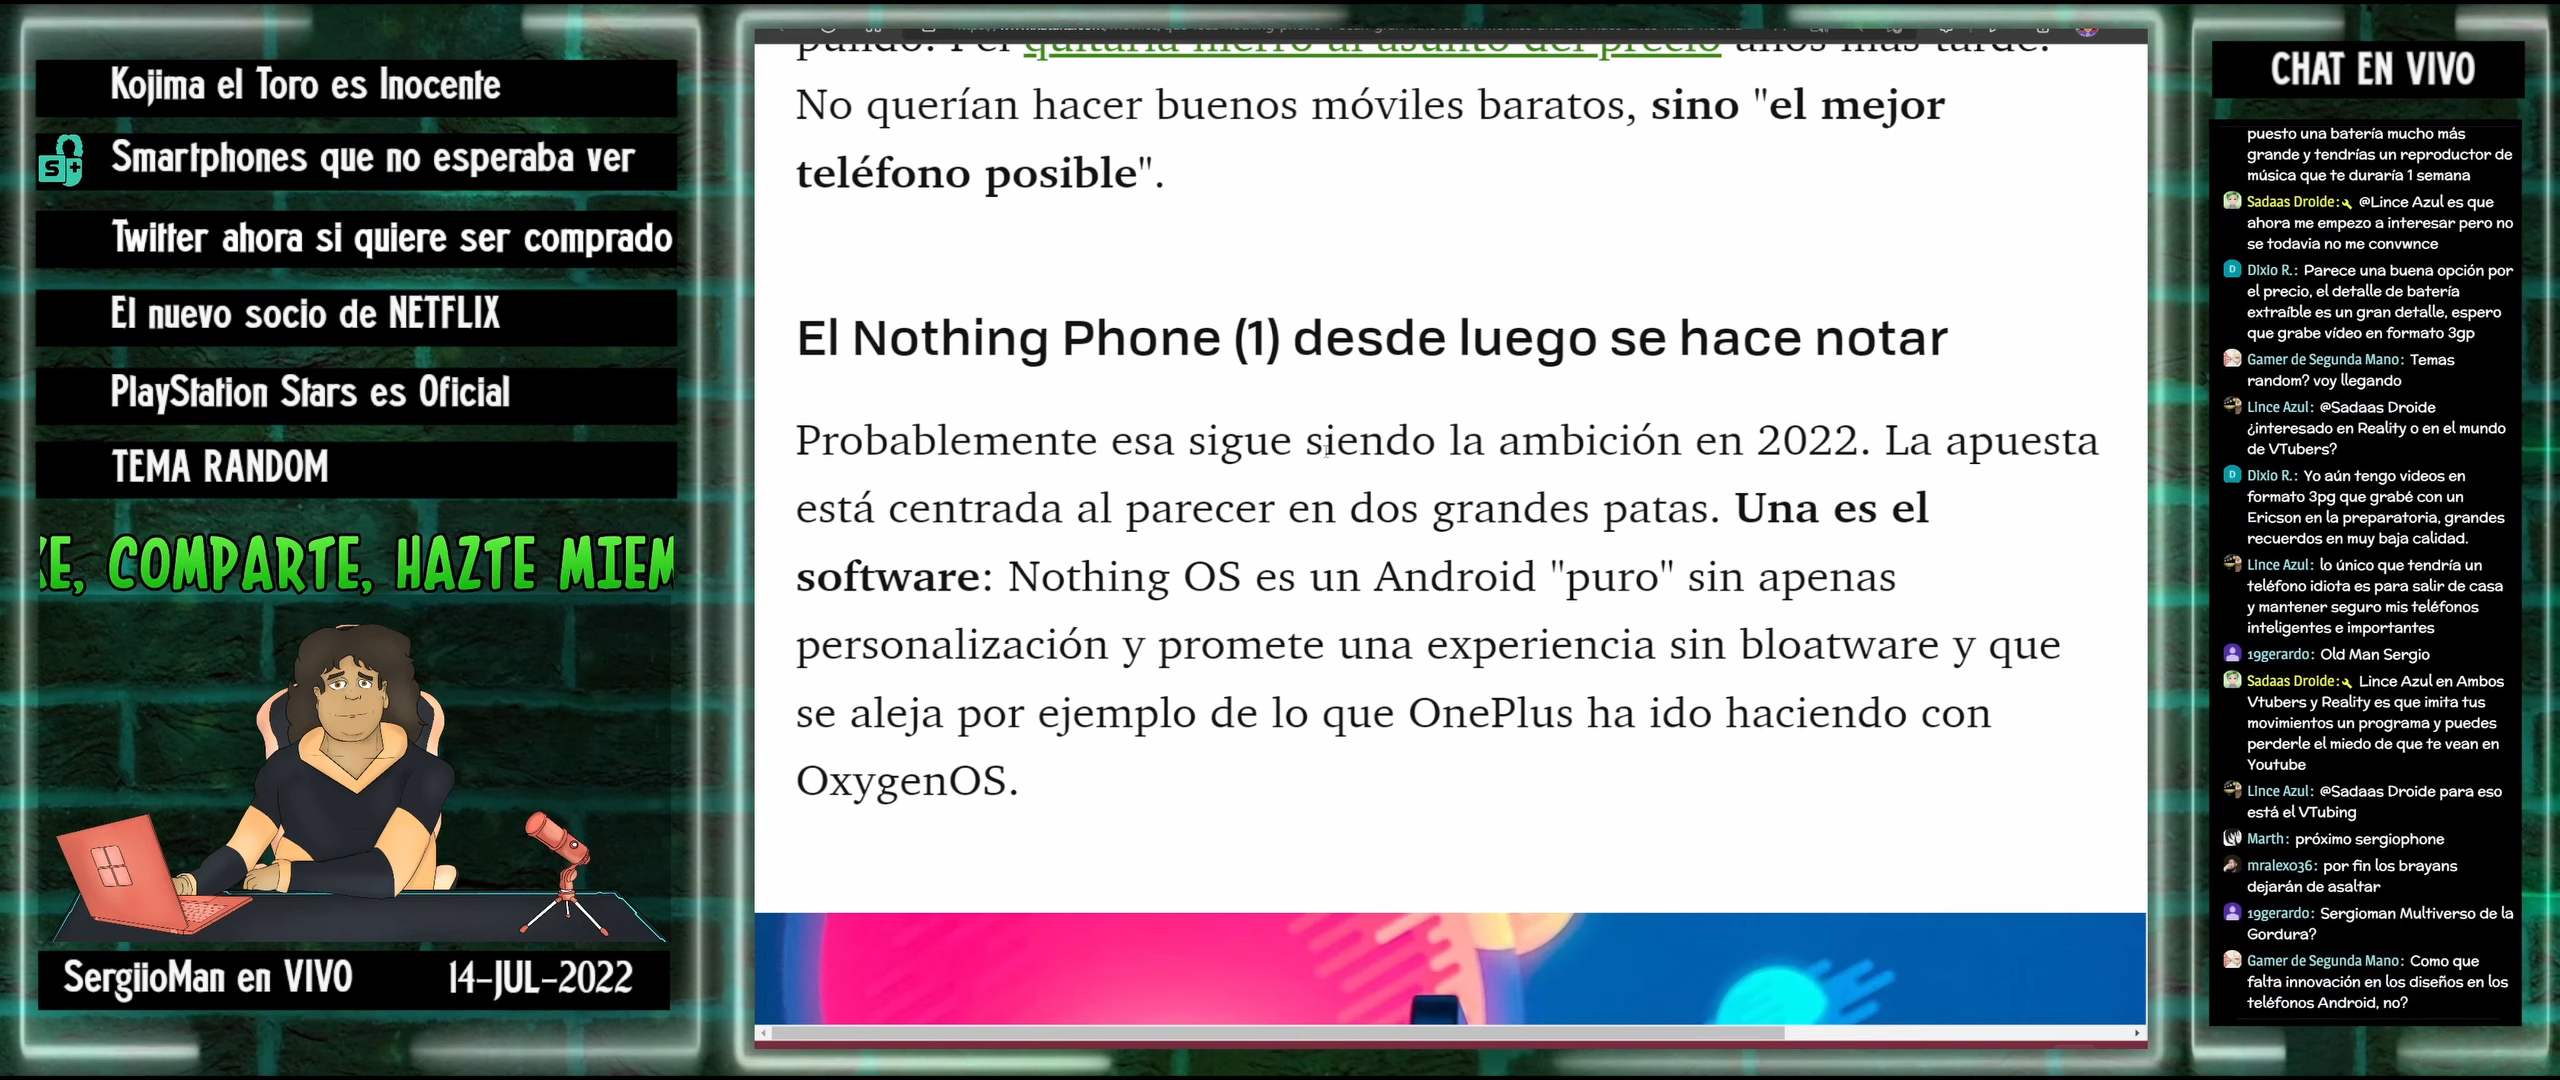 Kojima el Toro es Inocente
Smartphones que no esperaba ver
S+
Twitter ahora si quiere ser comprado
El nuevo socio de NETFLIX
PlayStation Stars es Oficial
TEMA RANDOM
KE, COMPARTE, HAZTE MIEM
SergiioMan en VIVO 14-JUL-2022
quitaría hierro al asunto del precio años más tarde.
No querían hacer buenos móviles baratos, sino "el mejor
teléfono posible".
El Nothing Phone (1) desde luego se hace notar
Probablemente esa sigue siendo la ambición en 2022. La apuesta
está centrada al parecer en dos grandes patas. Una es el
software: Nothing OS es un Android "puro" sin apenas
personalización y promete una experiencia sin bloatware y que
se aleja por ejemplo de lo que OnePlus ha ido haciendo con
OxygenOS.
CHAT EN VIVO
puesto una batería mucho más
grande y tendrías un reproductor de
música que te duraría 1 semana
Sadaas Droide: @Lince Azul es que
ahora me empezo a interesar pero no
se todavia no me convwnce
D Dixio R.: Parece una buena opción por
el precio, el detalle de batería
extraíble es un gran detalle, espero
que grabe vídeo en formato 3gp
Gamer de Segunda Mano: Temas
random? voy llegando
Lince Azul: @Sadaas Droide
¿interesado en Reality o en el mundo
de VTubers?
D Dixio R.: Yo aún tengo videos en
formato 3pg que grabé con un
Ericson en la preparatoria, grandes
recuerdos en muy baja calidad.
Lince Azul: lo único que tendría un
teléfono idiota es para salir de casa
y mantener seguro mis teléfonos
inteligentes e importantes
19gerardo: Old Man Sergio
Sadaas Droide: Lince Azul en Ambos
Vtubers y Reality es que imita tus
movimientos un programa y puedes
perderle el miedo de que te vean en
Youtube
Lince Azul: @Sadaas Droide para eso
está el VTubing
Marth: próximo sergiophone
mralex036: por fin los brayans
dejarán de asaltar
19gerardo: Sergioman Multiverso de la
Gordura?
Gamer de Segunda Mano: Como que
falta innovación en los diseños en los
teléfonos Android, no?